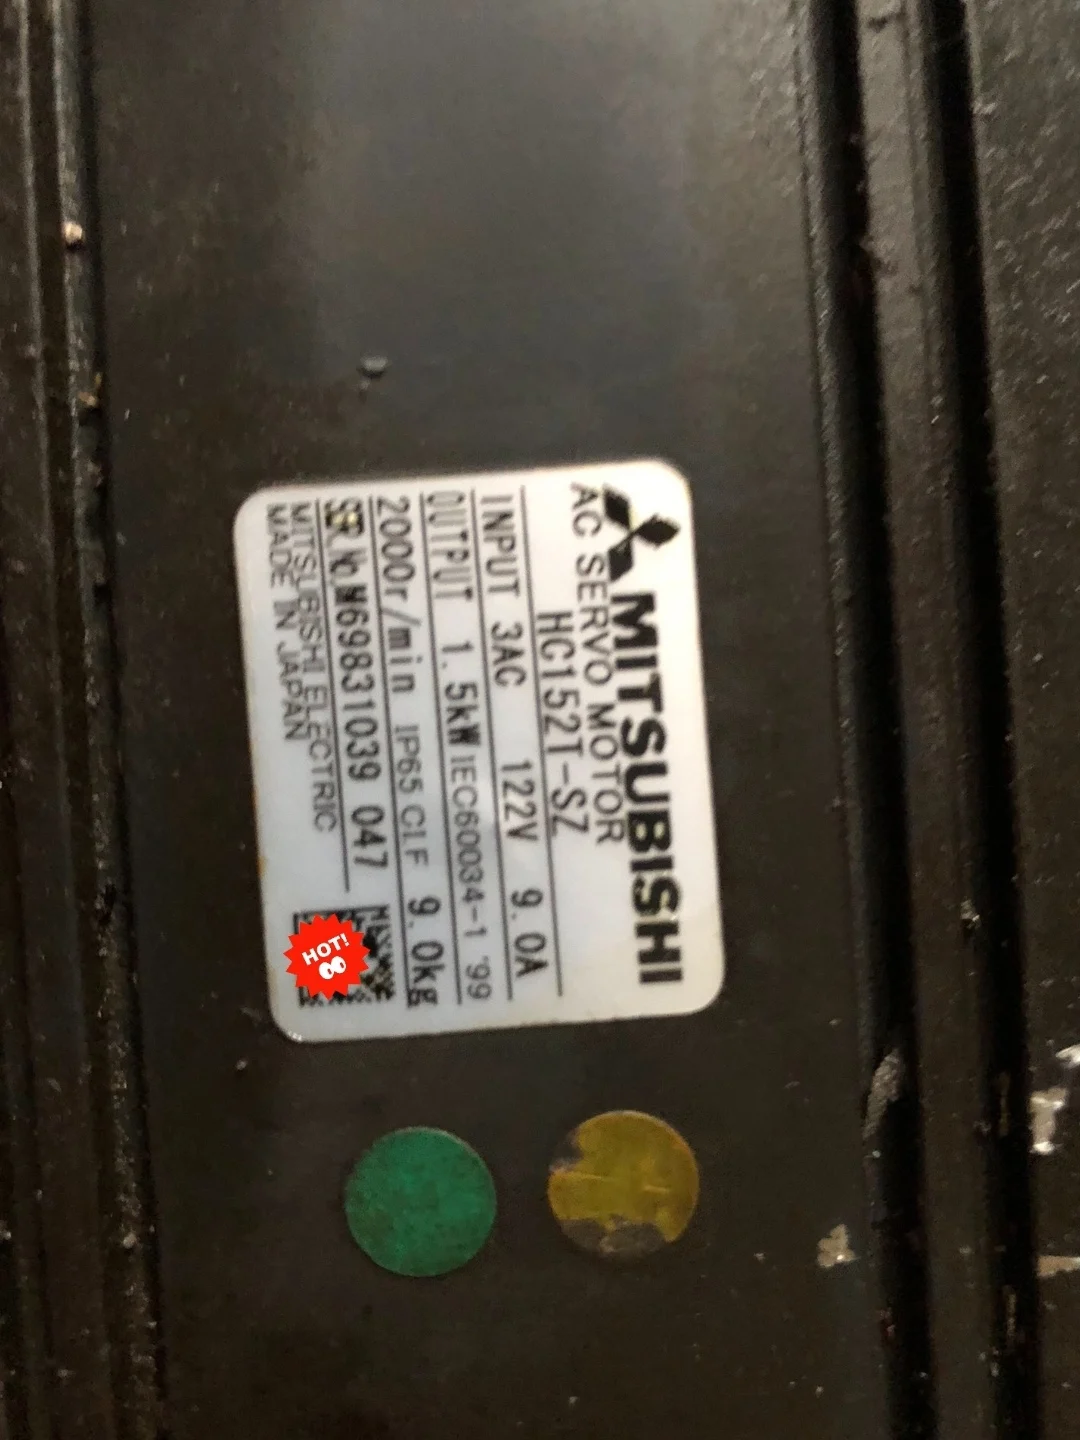 MITSUBISHI
AC SERVO MOTOR
HC152T-SZ
INPUT 3AC 122V 9.0A
OUTPUT 1.5kW IEC60034-1 '99
2000r/min IP65 CI.F 9.0kg
SER.No.M69831039 047
MITSUBISHI ELECTRIC
MADE IN JAPAN
HOT!